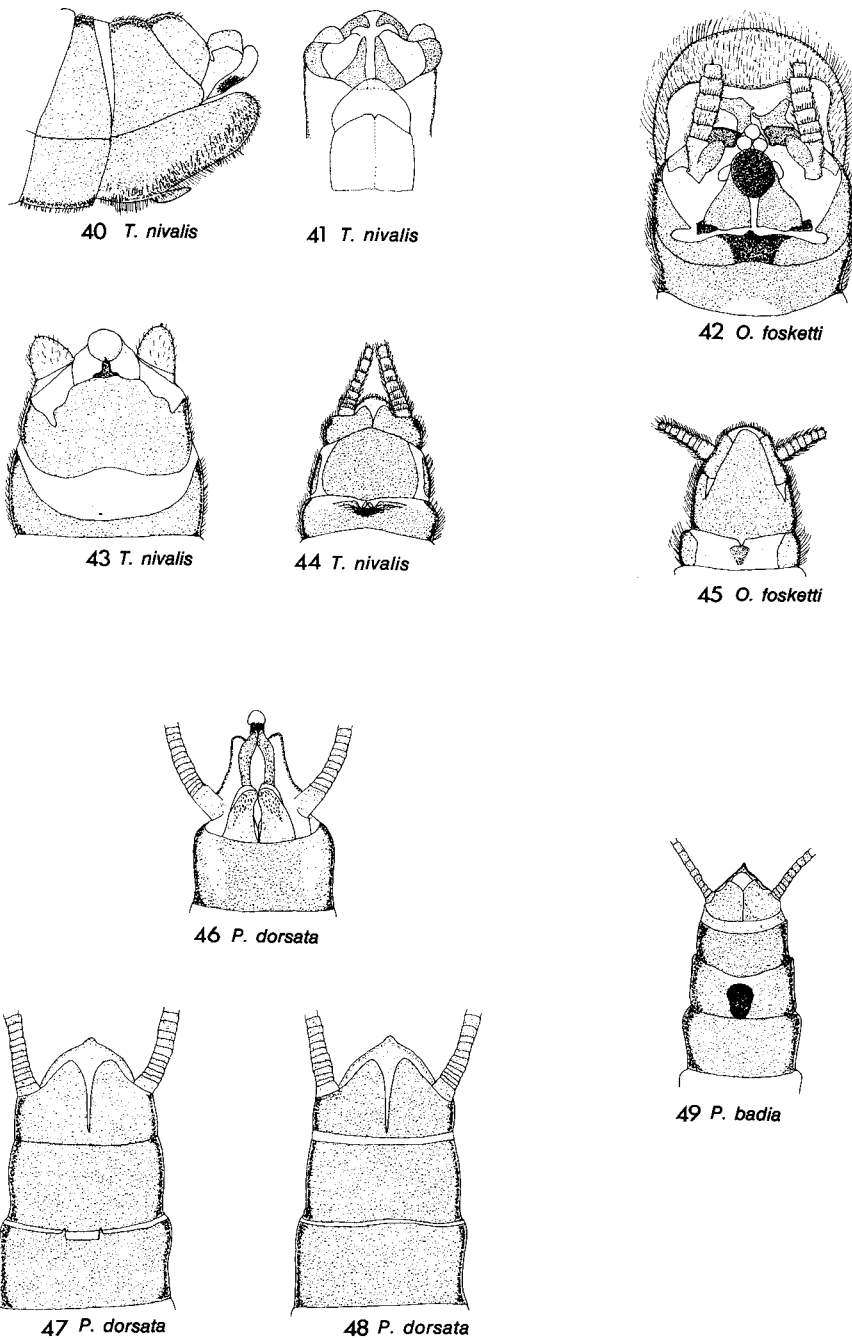 40 T. nivalis
41 T. nivalis
42 O. fosketti
43 T. nivalis
44 T. nivalis
45 O. fosketti
46 P. dorsata
49 P. badia
47 P. dorsata
48 P. dorsata